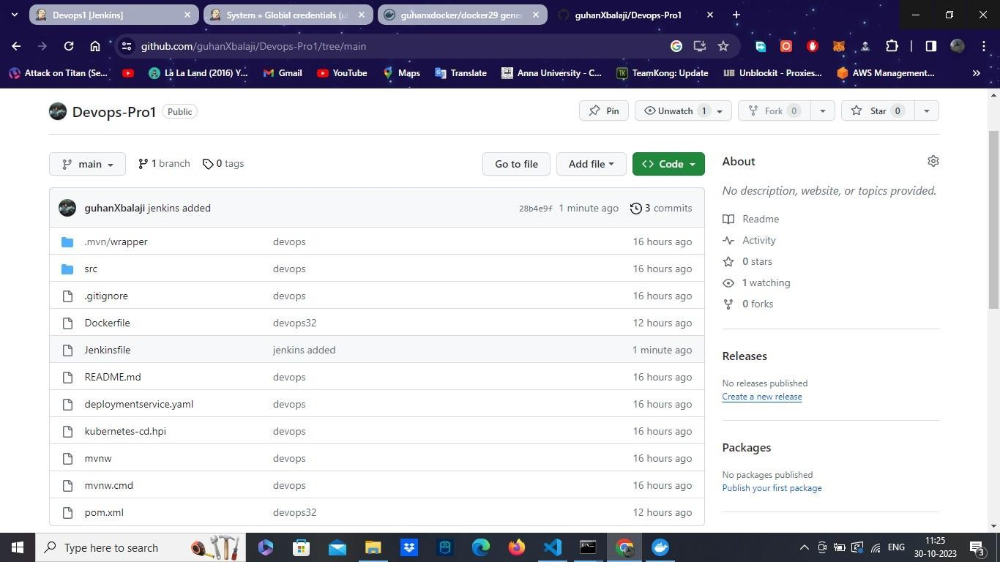 Devops1 [Jenkins]
System » Global credentials (u
guhanxdocker/docker29 gener
guhanXbalaji/Devops-Pro1
github.com/guhanXbalaji/Devops-Pro1/tree/main
Attack on Titan (Se...
La La Land (2016) Y...
Gmail
YouTube
Maps
Translate
Anna University - C...
TK
TeamKong: Update
UB
Unblockit - Proxies...
AWS Management...
»
Devops-Pro1
Public
Pin
Unwatch 1
Fork 0
Star 0
main
1 branch
0 tags
Go to file
Add file
<> Code
About
No description, website, or topics provided.
guhanXbalaji jenkins added
28b4e9f 1 minute ago
3 commits
Readme
.mvn/wrapper devops 16 hours ago
Activity
src devops 16 hours ago
0 stars
.gitignore devops 16 hours ago
1 watching
0 forks
Dockerfile devops32 12 hours ago
Jenkinsfile jenkins added 1 minute ago
Releases
README.md devops 16 hours ago
No releases published
Create a new release
deploymentservice.yaml devops 16 hours ago
kubernetes-cd.hpi devops 16 hours ago
Packages
mvnw devops 16 hours ago
No packages published
Publish your first package
mvnw.cmd devops 16 hours ago
pom.xml devops32 12 hours ago
Type here to search
ENG
11:25
30-10-2023
3